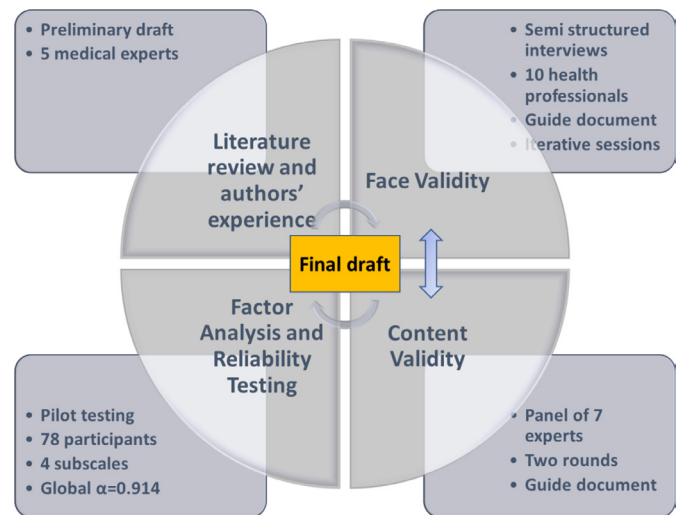 • Preliminary draft
• 5 medical experts
• Semi structured
interviews
• 10 health
professionals
• Guide document
• Iterative sessions
Literature
review and
authors’
experience
Face Validity
Final draft
Factor
Analysis and
Reliability
Testing
Content
Validity
• Pilot testing
• 78 participants
• 4 subscales
• Global α=0.914
• Panel of 7
experts
• Two rounds
• Guide document